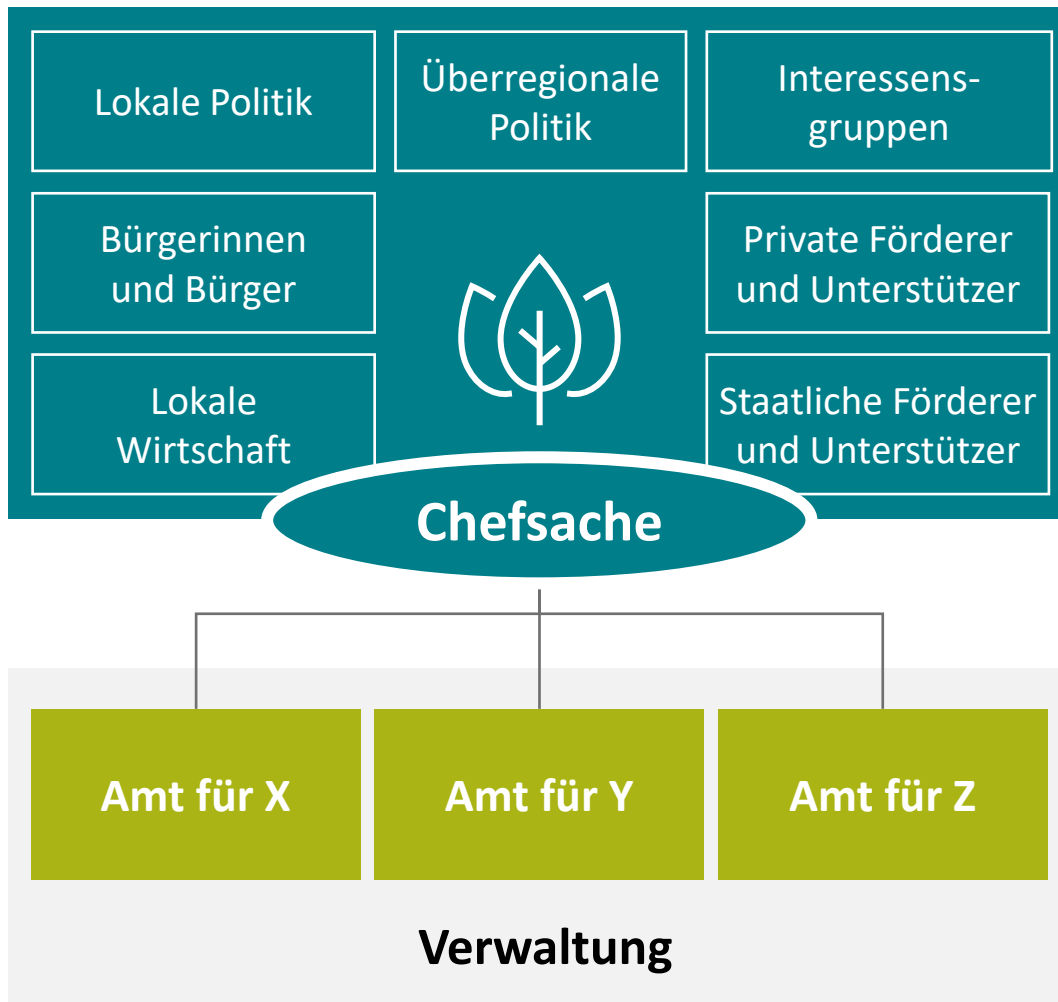 Lokale Politik
Überregionale
Politik
Interessens-
gruppen
Bürgerinnen
und Bürger
Private Förderer
und Unterstützer
Lokale
Wirtschaft
Staatliche Förderer
und Unterstützer
Chefsache
Amt für X
Amt für Y
Amt für Z
Verwaltung